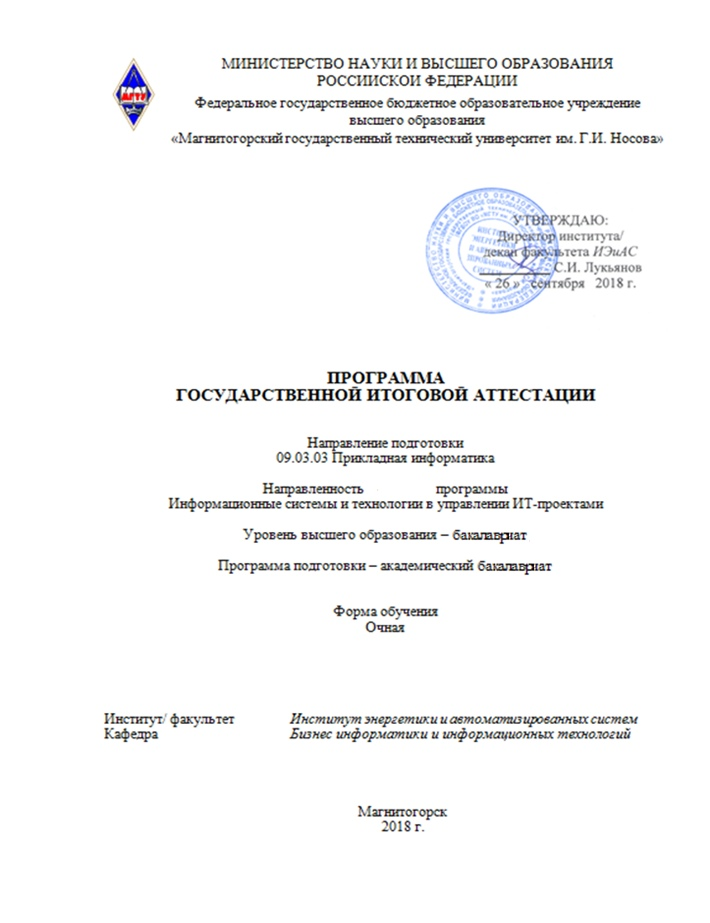 МИНИСТЕРСТВО НАУКИ И ВЫСШЕГО ОБРАЗОВАНИЯ
РОССИИСКОИ ФЕДЕРАЦИИ
Федеральное государственное бюджетное образовательное учреждение
высшего образования
«Магнитогорский государственный технический университет им. Г.И. Носова»
МГТУ
УТВЕРЖДАЮ:
Директор института/
декан факультета ИЭиАС
С.И. Лукьянов
« 26 » сентября 2018 г.
ПРОГРАММА
ГОСУДАРСТВЕННОЙ ИТОГОВОЙ АТТЕСТАЦИИ
Направление подготовки
09.03.03 Прикладная информатика
Направленность программы
Информационные системы и технологии в управлении ИТ-проектами
Уровень высшего образования – бакалавриат
Программа подготовки – академический бакалавриат
Форма обучения
Очная
Институт/ факультет Институт энергетики и автоматизированных систем
Кафедра Бизнес информатики и информационных технологий
Магнитогорск
2018 г.